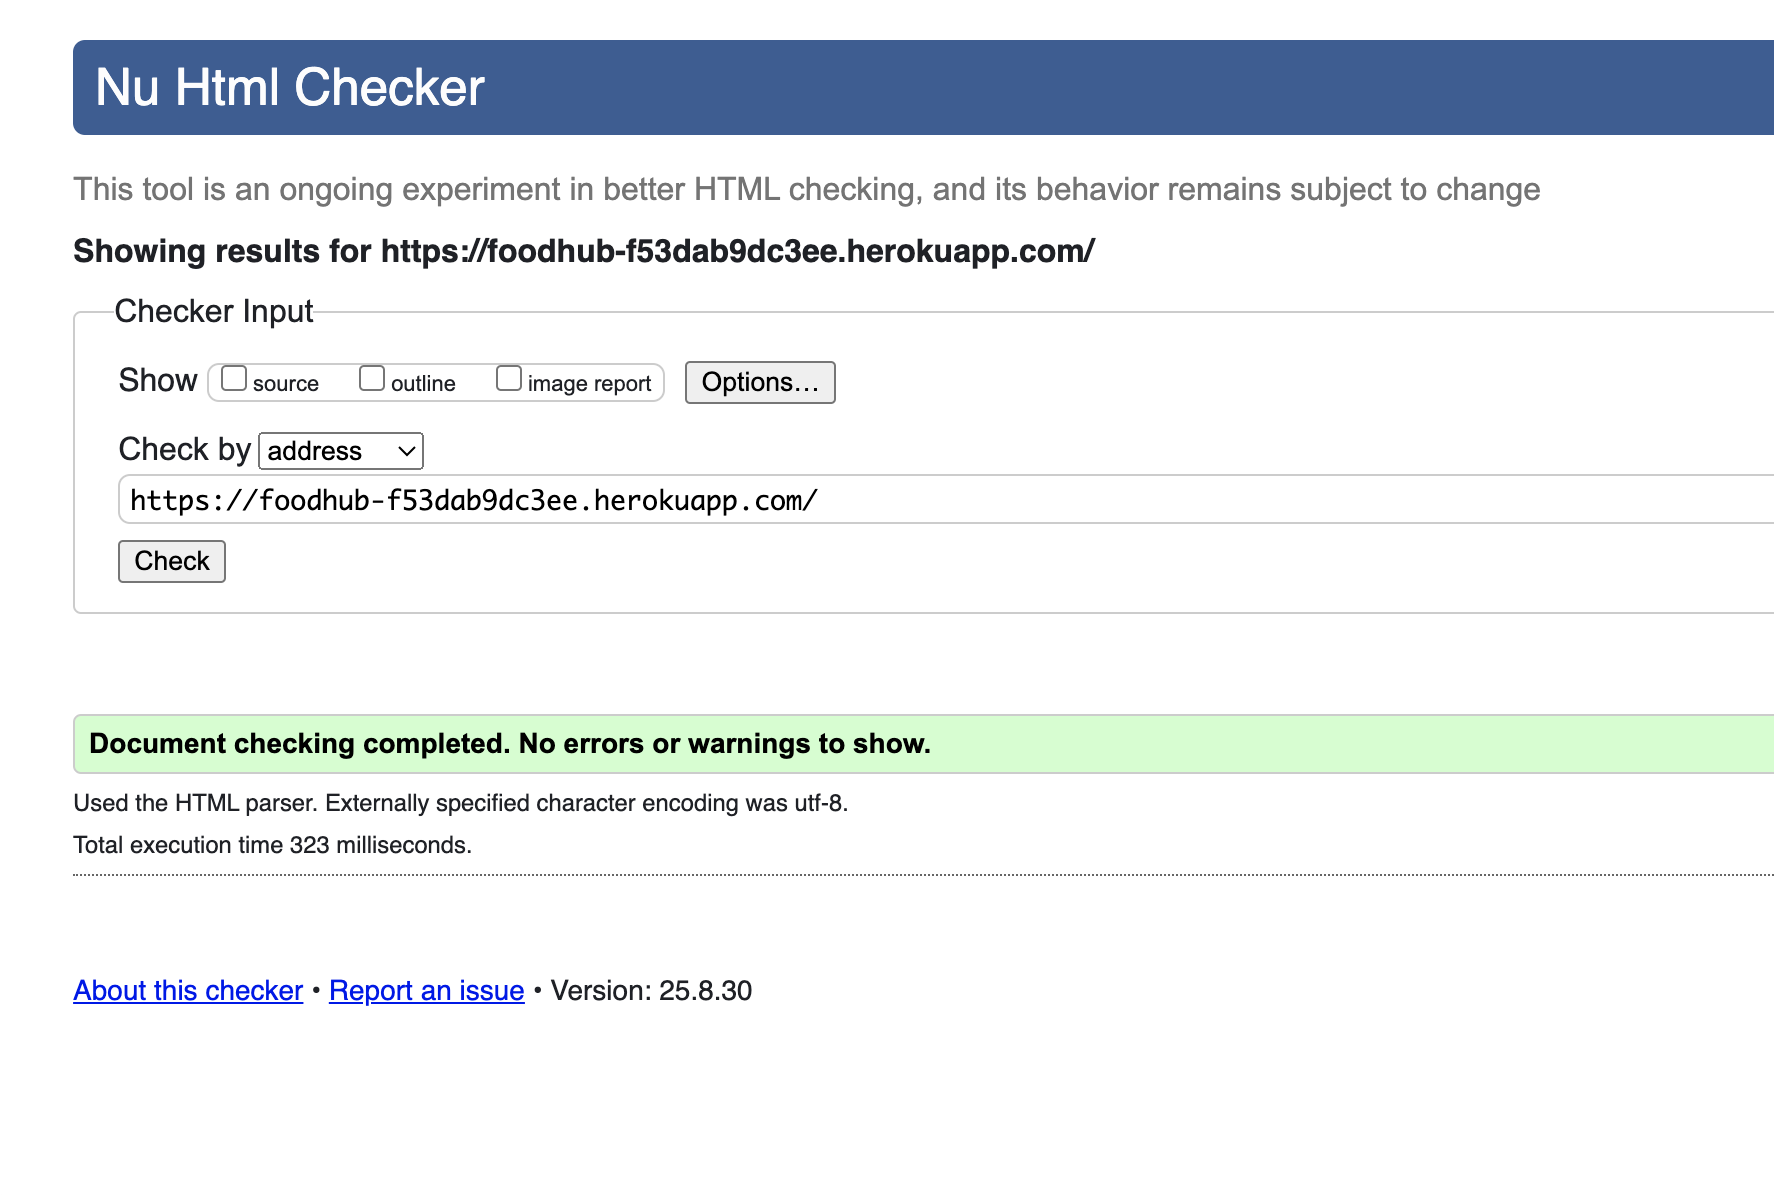 Nu Html Checker
This tool is an ongoing experiment in better HTML checking, and its behavior remains subject to change
Showing results for https://foodhub-f53dab9dc3ee.herokuapp.com/
Checker Input
Show source outline image report Options…
Check by address
https://foodhub-f53dab9dc3ee.herokuapp.com/
Check
Document checking completed. No errors or warnings to show.
Used the HTML parser. Externally specified character encoding was utf-8.
Total execution time 323 milliseconds.
About this checker • Report an issue • Version: 25.8.30